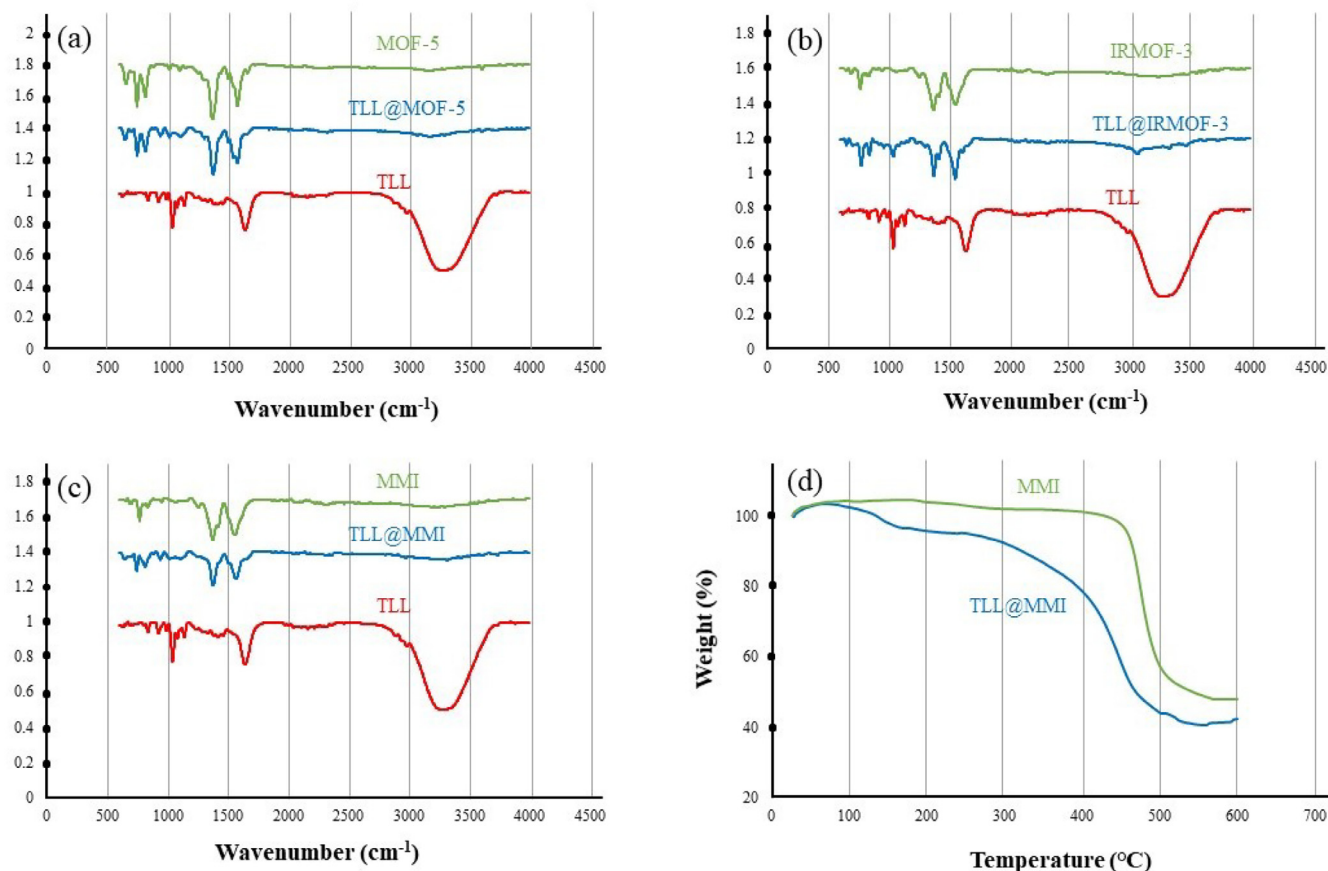 (a)
MOF-5
TLL@MOF-5
TLL
2
1.8
1.6
1.4
1.2
1
0.8
0.6
0.4
0.2
0
0 500 1000 1500 2000 2500 3000 3500 4000 4500
Wavenumber (cm⁻¹)
(b)
IRMOF-3
TLL@IRMOF-3
TLL
1.8
1.6
1.4
1.2
1
0.8
0.6
0.4
0.2
0
0 500 1000 1500 2000 2500 3000 3500 4000 4500
Wavenumber (cm⁻¹)
(c)
MMI
TLL@MMI
TLL
1.8
1.6
1.4
1.2
1
0.8
0.6
0.4
0.2
0
0 500 1000 1500 2000 2500 3000 3500 4000 4500
Wavenumber (cm⁻¹)
(d)
MMI
TLL@MMI
Weight (%)
100
80
60
40
20
0 100 200 300 400 500 600 700
Temperature (°C)